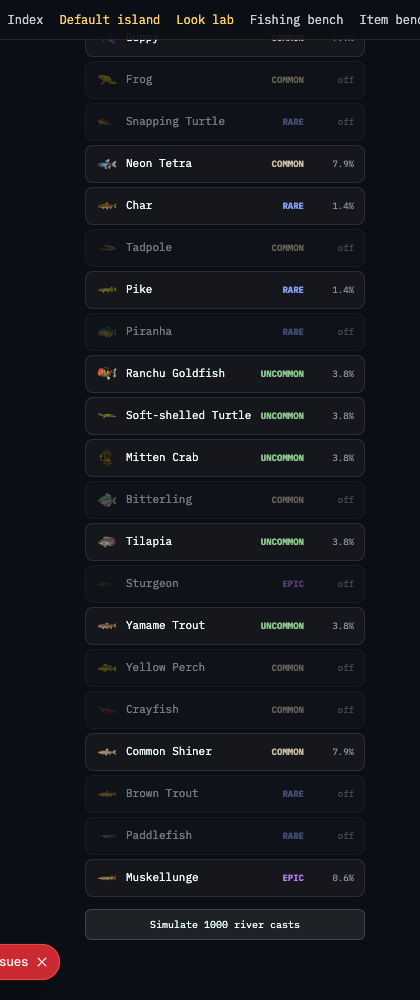 Index Default island Look lab Fishing bench Item benc
Frog COMMON off
Snapping Turtle RARE off
Neon Tetra COMMON 7.9%
Char RARE 1.4%
Tadpole COMMON off
Pike RARE 1.4%
Piranha RARE off
Ranchu Goldfish UNCOMMON 3.8%
Soft-shelled Turtle UNCOMMON 3.8%
Mitten Crab UNCOMMON 3.8%
Bitterling COMMON off
Tilapia UNCOMMON 3.8%
Sturgeon EPIC off
Yamame Trout UNCOMMON 3.8%
Yellow Perch COMMON off
Crayfish COMMON off
Common Shiner COMMON 7.9%
Brown Trout RARE off
Paddlefish RARE off
Muskellunge EPIC 0.6%
Simulate 1000 river casts
sues